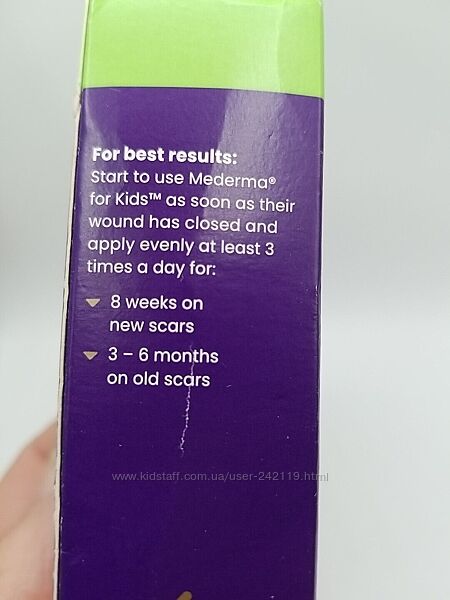 For best results:
Start to use Mederma®
for Kids™ as soon as their
wound has closed and
apply evenly at least 3
times a day for:
8 weeks on
new scars
3 – 6 months
on old scars
www.kidstaff.com.ua/user-242119.html